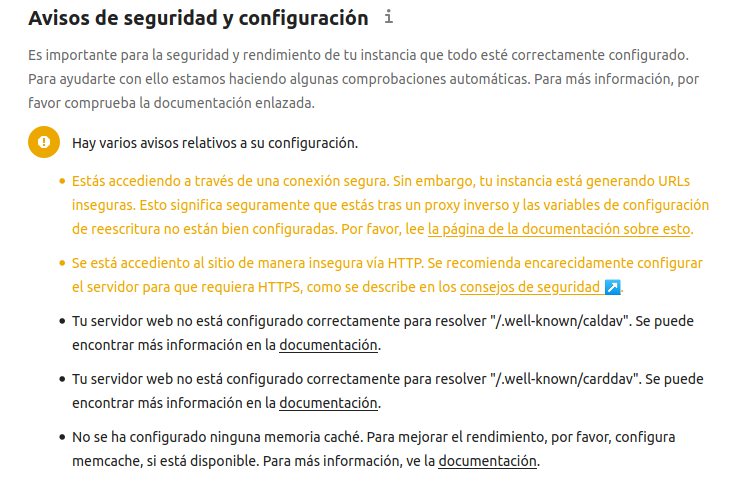 Avisos de seguridad y configuración
Es importante para la seguridad y rendimiento de tu instancia que todo esté correctamente configurado.
Para ayudarte con ello estamos haciendo algunas comprobaciones automáticas. Para más información, por
favor comprueba la documentación enlazada.
Hay varios avisos relativos a su configuración.
• Estás accediendo a través de una conexión segura. Sin embargo, tu instancia está generando URLs
inseguras. Esto significa seguramente que estás tras un proxy inverso y las variables de configuración
de reescritura no están bien configuradas. Por favor, lee la página de la documentación sobre esto.
• Se está accediento al sitio de manera insegura vía HTTP. Se recomienda encarecidamente configurar
el servidor para que requiera HTTPS, como se describe en los consejos de seguridad ↗.
• Tu servidor web no está configurado correctamente para resolver "/.well-known/caldav". Se puede
encontrar más información en la documentación.
• Tu servidor web no está configurado correctamente para resolver "/.well-known/carddav". Se puede
encontrar más información en la documentación.
• No se ha configurado ninguna memoria caché. Para mejorar el rendimiento, por favor, configura
memcache, si está disponible. Para más información, ve la documentación.